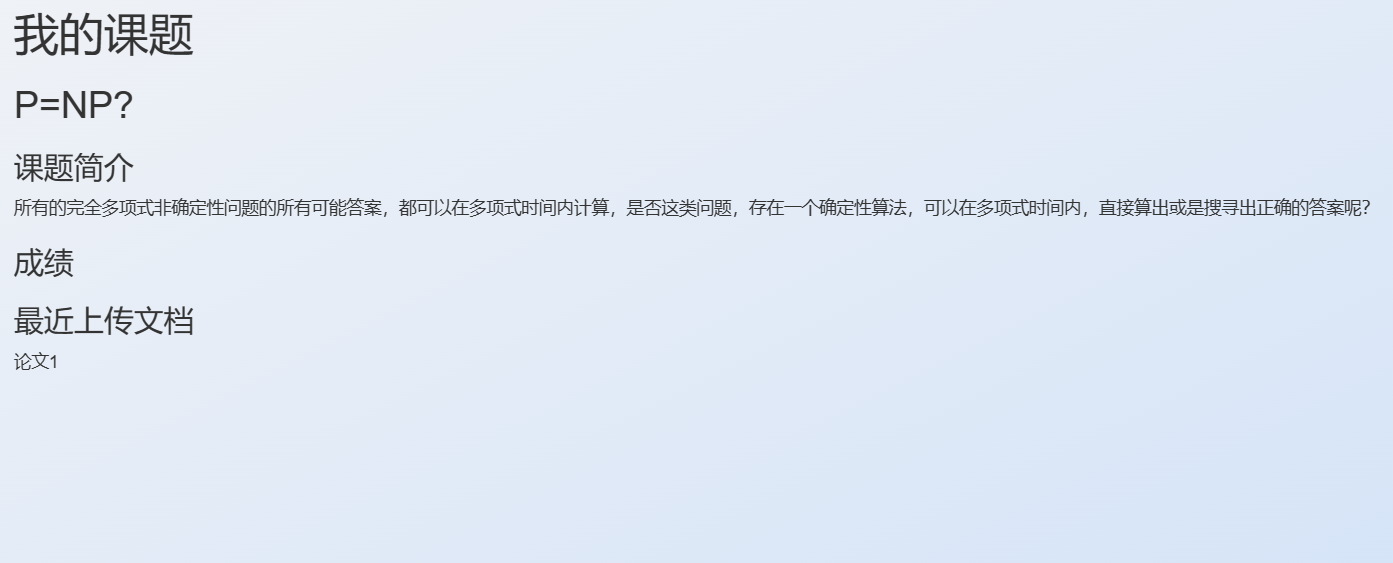 我的课题
P=NP?
课题简介
所有的完全多项式非确定性问题的所有可能答案，都可以在多项式时间内计算，是否这类问题，存在一个确定性算法，可以在多项式时间内，直接算出或是搜寻出正确的答案呢？
成绩
最近上传文档
论文1